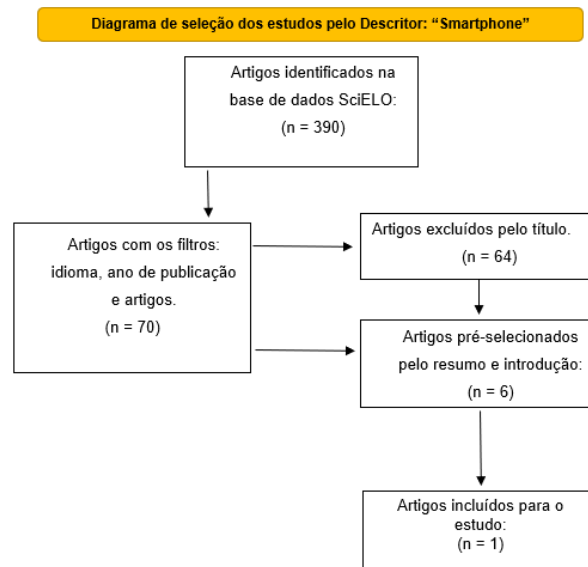 Diagrama de seleção dos estudos pelo Descritor: “Smartphone”
Artigos identificados na
base de dados SciELO:
(n = 390)
Artigos com os filtros:
idioma, ano de publicação
e artigos.
(n = 70)
Artigos excluídos pelo título.
(n = 64)
Artigos pré-selecionados
pelo resumo e introdução:
(n = 6)
Artigos incluídos para o
estudo:
(n = 1)